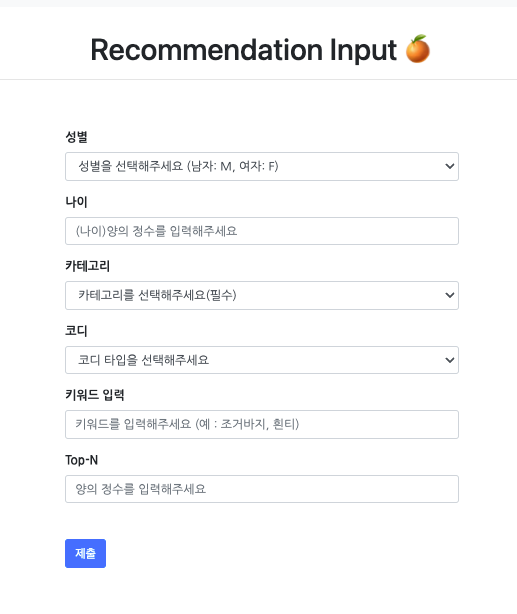 Recommendation Input 🍊
성별
성별을 선택해주세요 (남자: M, 여자: F)
나이
(나이)양의 정수를 입력해주세요
카테고리
카테고리를 선택해주세요(필수)
코디
코디 타입을 선택해주세요
키워드 입력
키워드를 입력해주세요 (예 : 조거바지, 흰티)
Top-N
양의 정수를 입력해주세요
제출